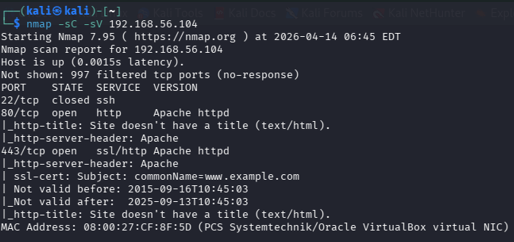 ┌──(kali㉿kali)-[~]
└─$ nmap -sC -sV 192.168.56.104
Starting Nmap 7.95 ( https://nmap.org ) at 2026-04-14 06:45 EDT
Nmap scan report for 192.168.56.104
Host is up (0.0015s latency).
Not shown: 997 filtered tcp ports (no-response)
PORT    STATE  SERVICE  VERSION
22/tcp  closed ssh
80/tcp  open   http     Apache httpd
|_http-title: Site doesn't have a title (text/html).
|_http-server-header: Apache
443/tcp open   ssl/http Apache httpd
|_http-server-header: Apache
| ssl-cert: Subject: commonName=www.example.com
| Not valid before: 2015-09-16T10:45:03
|_Not valid after:  2025-09-13T10:45:03
|_http-title: Site doesn't have a title (text/html).
MAC Address: 08:00:27:CF:8F:5D (PCS Systemtechnik/Oracle VirtualBox virtual NIC)